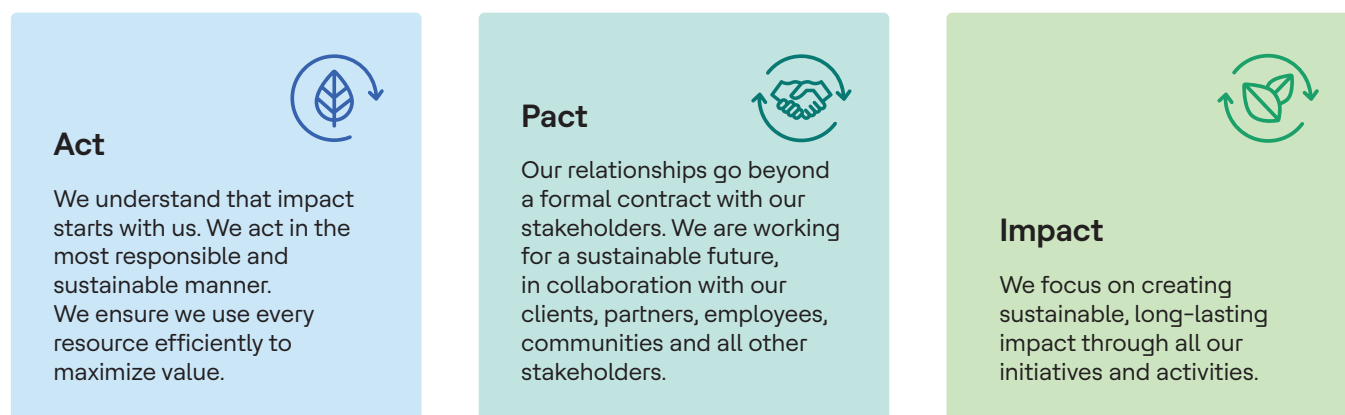 Act
We understand that impact
starts with us. We act in the
most responsible and
sustainable manner.
We ensure we use every
resource efficiently to
maximize value.
Pact
Our relationships go beyond
a formal contract with our
stakeholders. We are working
for a sustainable future,
in collaboration with our
clients, partners, employees,
communities and all other
stakeholders.
Impact
We focus on creating
sustainable, long-lasting
impact through all our
initiatives and activities.